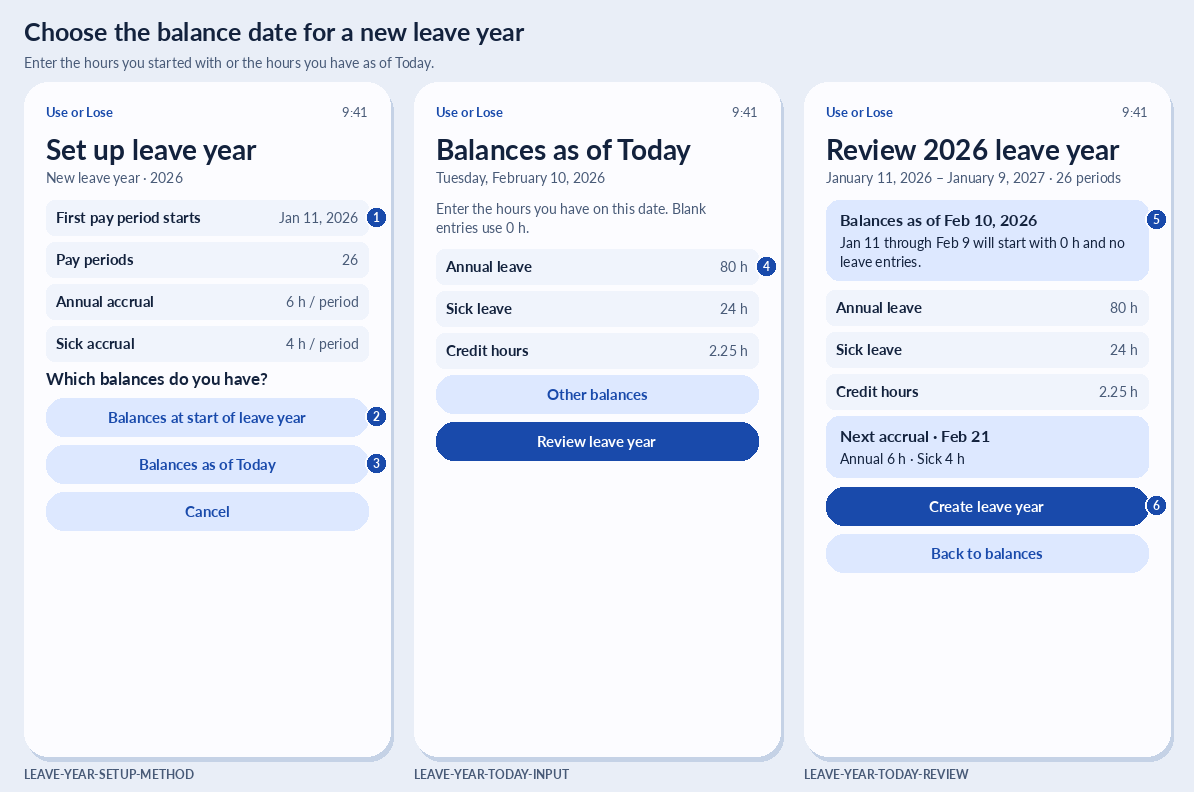 Choose the balance date for a new leave year
Enter the hours you started with or the hours you have as of Today.
Use or Lose 9:41
Set up leave year
New leave year · 2026
First pay period starts Jan 11, 2026 1
Pay periods 26
Annual accrual 6 h / period
Sick accrual 4 h / period
Which balances do you have?
Balances at start of leave year 2
Balances as of Today 3
Cancel
LEAVE-YEAR-SETUP-METHOD
Use or Lose 9:41
Balances as of Today
Tuesday, February 10, 2026
Enter the hours you have on this date. Blank
entries use 0 h.
Annual leave 80 h 4
Sick leave 24 h
Credit hours 2.25 h
Other balances
Review leave year
LEAVE-YEAR-TODAY-INPUT
Use or Lose 9:41
Review 2026 leave year
January 11, 2026 – January 9, 2027 · 26 periods
Balances as of Feb 10, 2026 5
Jan 11 through Feb 9 will start with 0 h and no
leave entries.
Annual leave 80 h
Sick leave 24 h
Credit hours 2.25 h
Next accrual · Feb 21
Annual 6 h · Sick 4 h
Create leave year 6
Back to balances
LEAVE-YEAR-TODAY-REVIEW